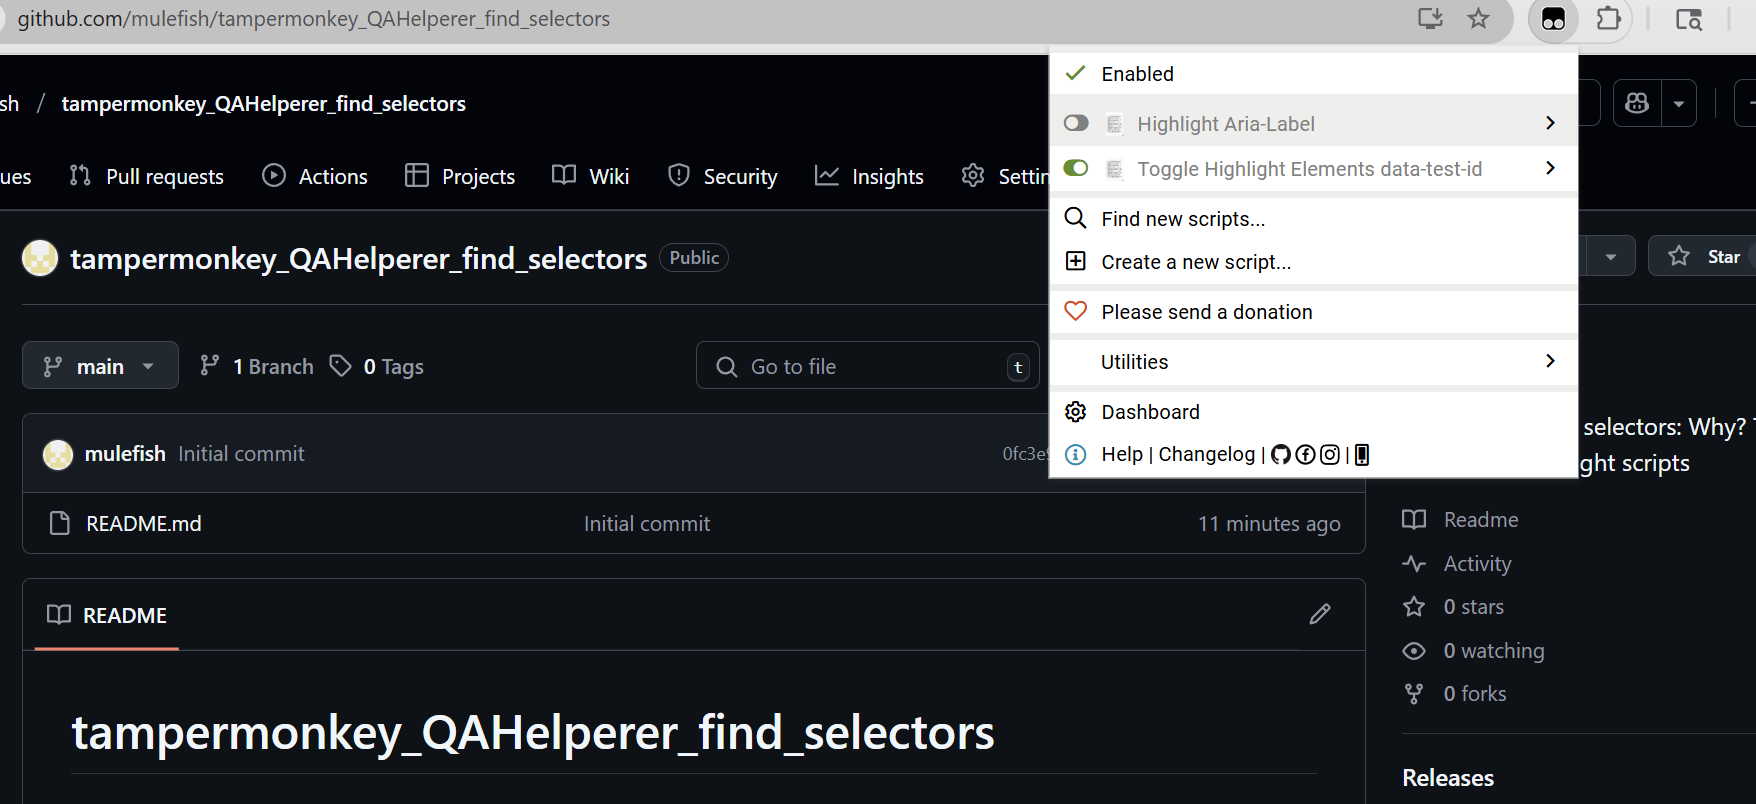 github.com/mulefish/tampermonkey_QAHelperer_find_selectors
sh / tampermonkey_QAHelperer_find_selectors
ues Pull requests Actions Projects Wiki Security Insights Settin
Enabled
Highlight Aria-Label
Toggle Highlight Elements data-test-id
Find new scripts...
Create a new script...
Please send a donation
Utilities
Dashboard
Help | Changelog | |
tampermonkey_QAHelperer_find_selectors Public
Star
main 1 Branch 0 Tags Go to file t
mulefish Initial commit 0fc3e
selectors: Why?
ght scripts
README.md Initial commit 11 minutes ago
Readme
Activity
0 stars
0 watching
0 forks
README
tampermonkey_QAHelperer_find_selectors
Releases